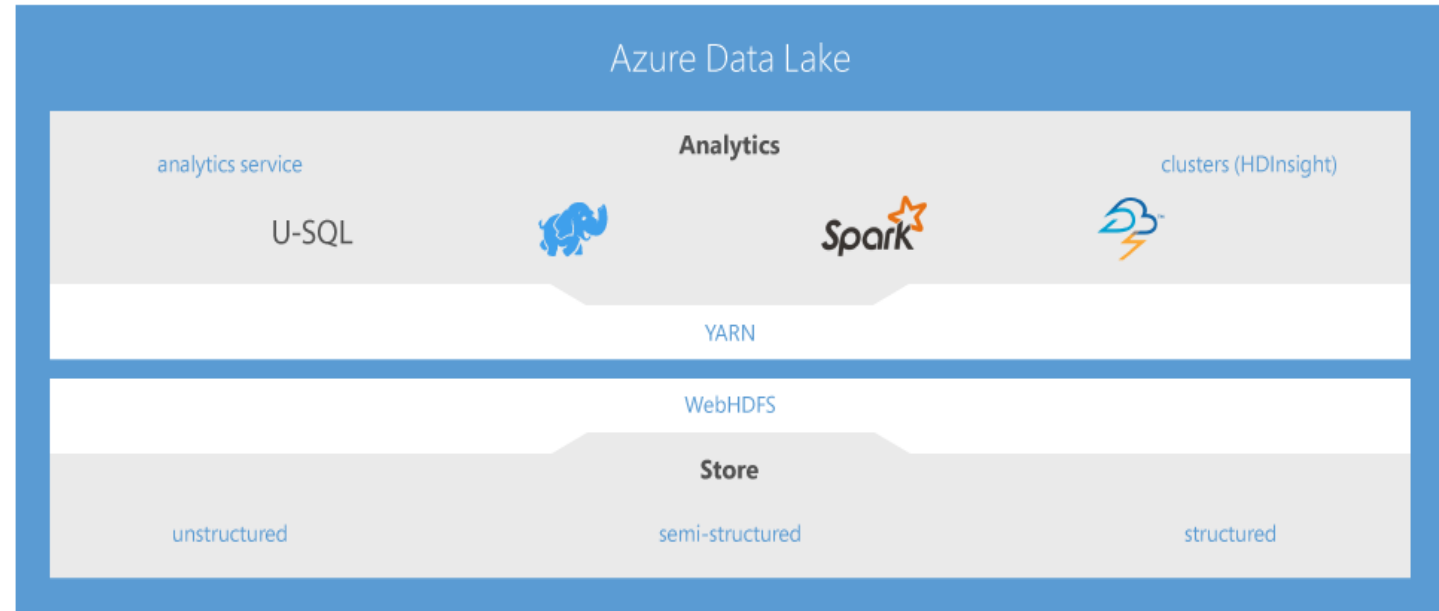 Azure Data Lake
Analytics
analytics service
clusters (HDInsight)
U-SQL
Spark
YARN
WebHDFS
Store
unstructured
semi-structured
structured